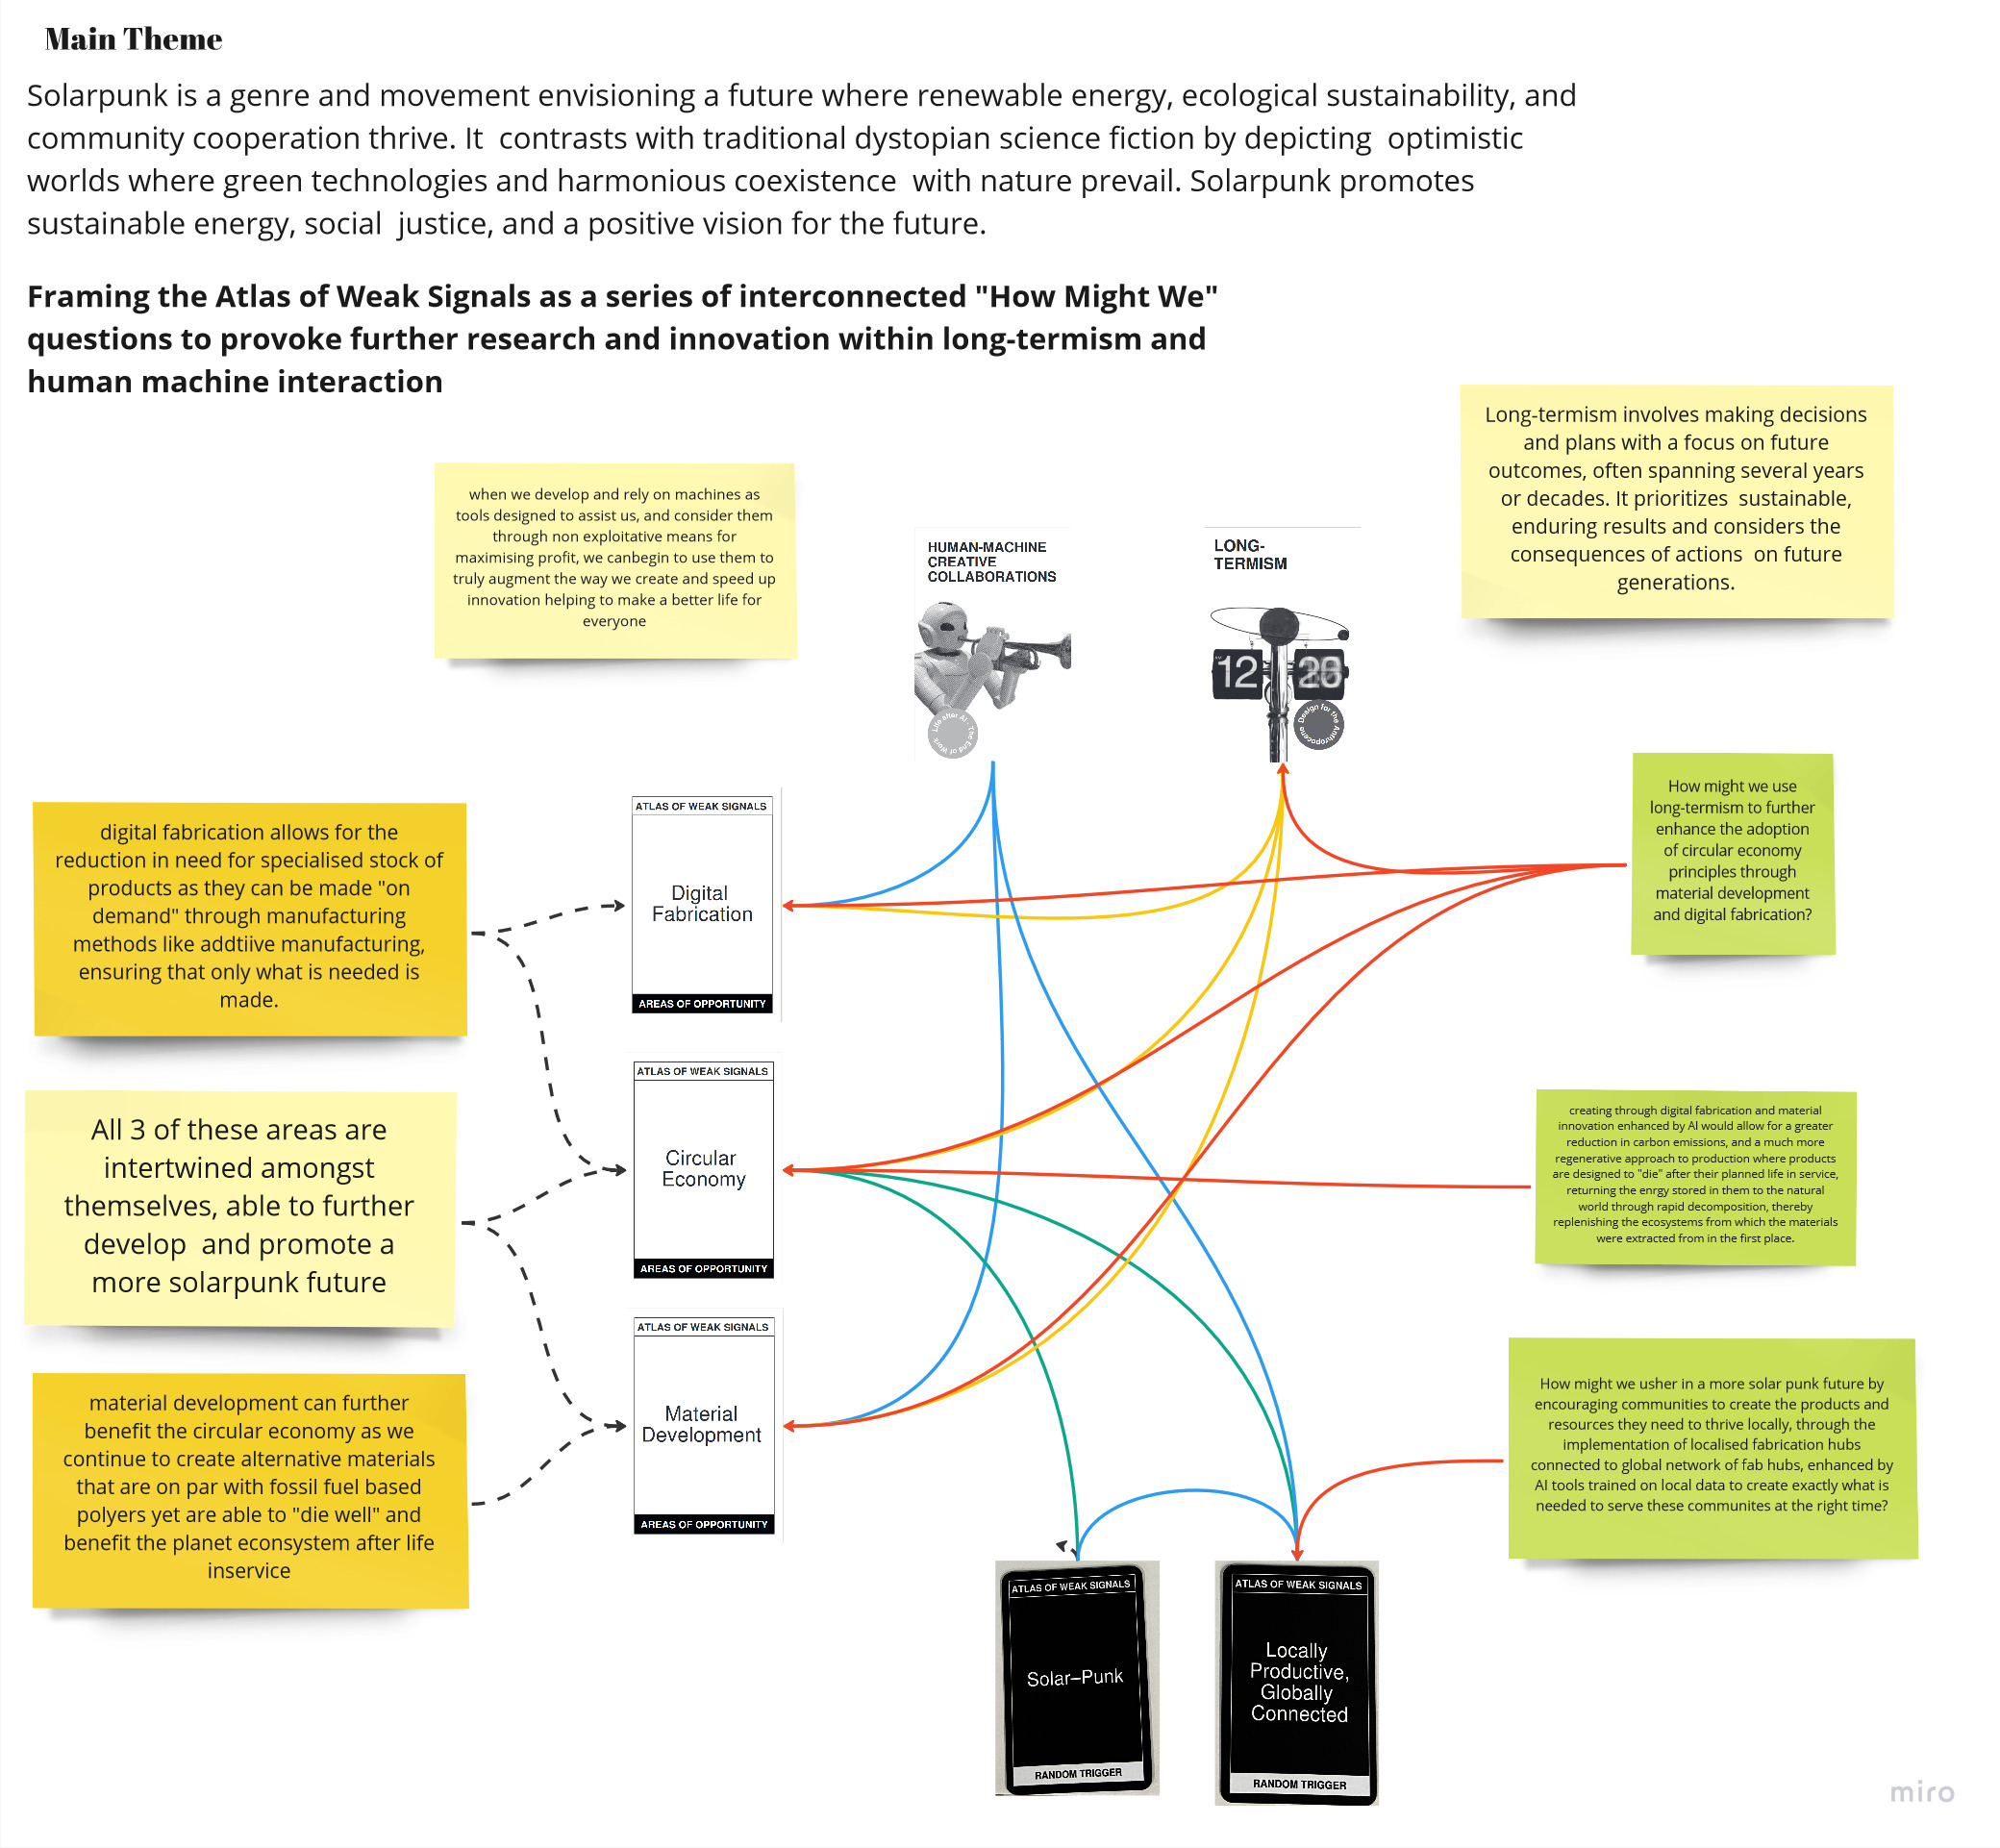 Main Theme
Solarpunk is a genre and movement envisioning a future where renewable energy, ecological sustainability, and
community cooperation thrive. It contrasts with traditional dystopian science fiction by depicting optimistic
worlds where green technologies and harmonious coexistence with nature prevail. Solarpunk promotes
sustainable energy, social justice, and a positive vision for the future.
Framing the Atlas of Weak Signals as a series of interconnected "How Might We"
questions to provoke further research and innovation within long-termism and
human machine interaction
Long-termism involves making decisions
and plans with a focus on future
outcomes, often spanning several years
or decades. It prioritizes sustainable,
enduring results and considers the
consequences of actions on future
generations.
when we develop and rely on machines as
tools designed to assist us, and consider them
through non exploitative means for
maximising profit, we canbegin to use them to
truly augment the way we create and speed up
innovation helping to make a better life for
everyone
HUMAN-MACHINE
CREATIVE
COLLABORATIONS
Life after AI - The End of Work
LONG-
TERMISM
12
Design for the Anthropocene
How might we use
long-termism to further
enhance the adoption
of circular economy
principles through
material development
and digital fabrication?
digital fabrication allows for the
reduction in need for specialised stock of
products as they can be made "on
demand" through manufacturing
methods like addtiive manufacturing,
ensuring that only what is needed is
made.
ATLAS OF WEAK SIGNALS
Digital
Fabrication
AREAS OF OPPORTUNITY
All 3 of these areas are
intertwined amongst
themselves, able to further
develop and promote a
more solarpunk future
ATLAS OF WEAK SIGNALS
Circular
Economy
AREAS OF OPPORTUNITY
creating through digital fabrication and material
innovation enhanced by AI would allow for a greater
reduction in carbon emissions, and a much more
regenerative approach to production where products
are designed to "die" after their planned life in service,
returning the enrgy stored in them to the natural
world through rapid decomposition, thereby
replenishing the ecosystems from which the materials
were extracted from in the first place.
material development can further
benefit the circular economy as we
continue to create alternative materials
that are on par with fossil fuel based
polyers yet are able to "die well" and
benefit the planet econsystem after life
inservice
ATLAS OF WEAK SIGNALS
Material
Development
AREAS OF OPPORTUNITY
How might we usher in a more solar punk future by
encouraging communities to create the products and
resources they need to thrive locally, through the
implementation of localised fabrication hubs
connected to global network of fab hubs, enhanced by
AI tools trained on local data to create exactly what is
needed to serve these communites at the right time?
ATLAS OF WEAK SIGNALS
Solar-Punk
RANDOM TRIGGER
ATLAS OF WEAK SIGNALS
Locally
Productive,
Globally
Connected
RANDOM TRIGGER
miro